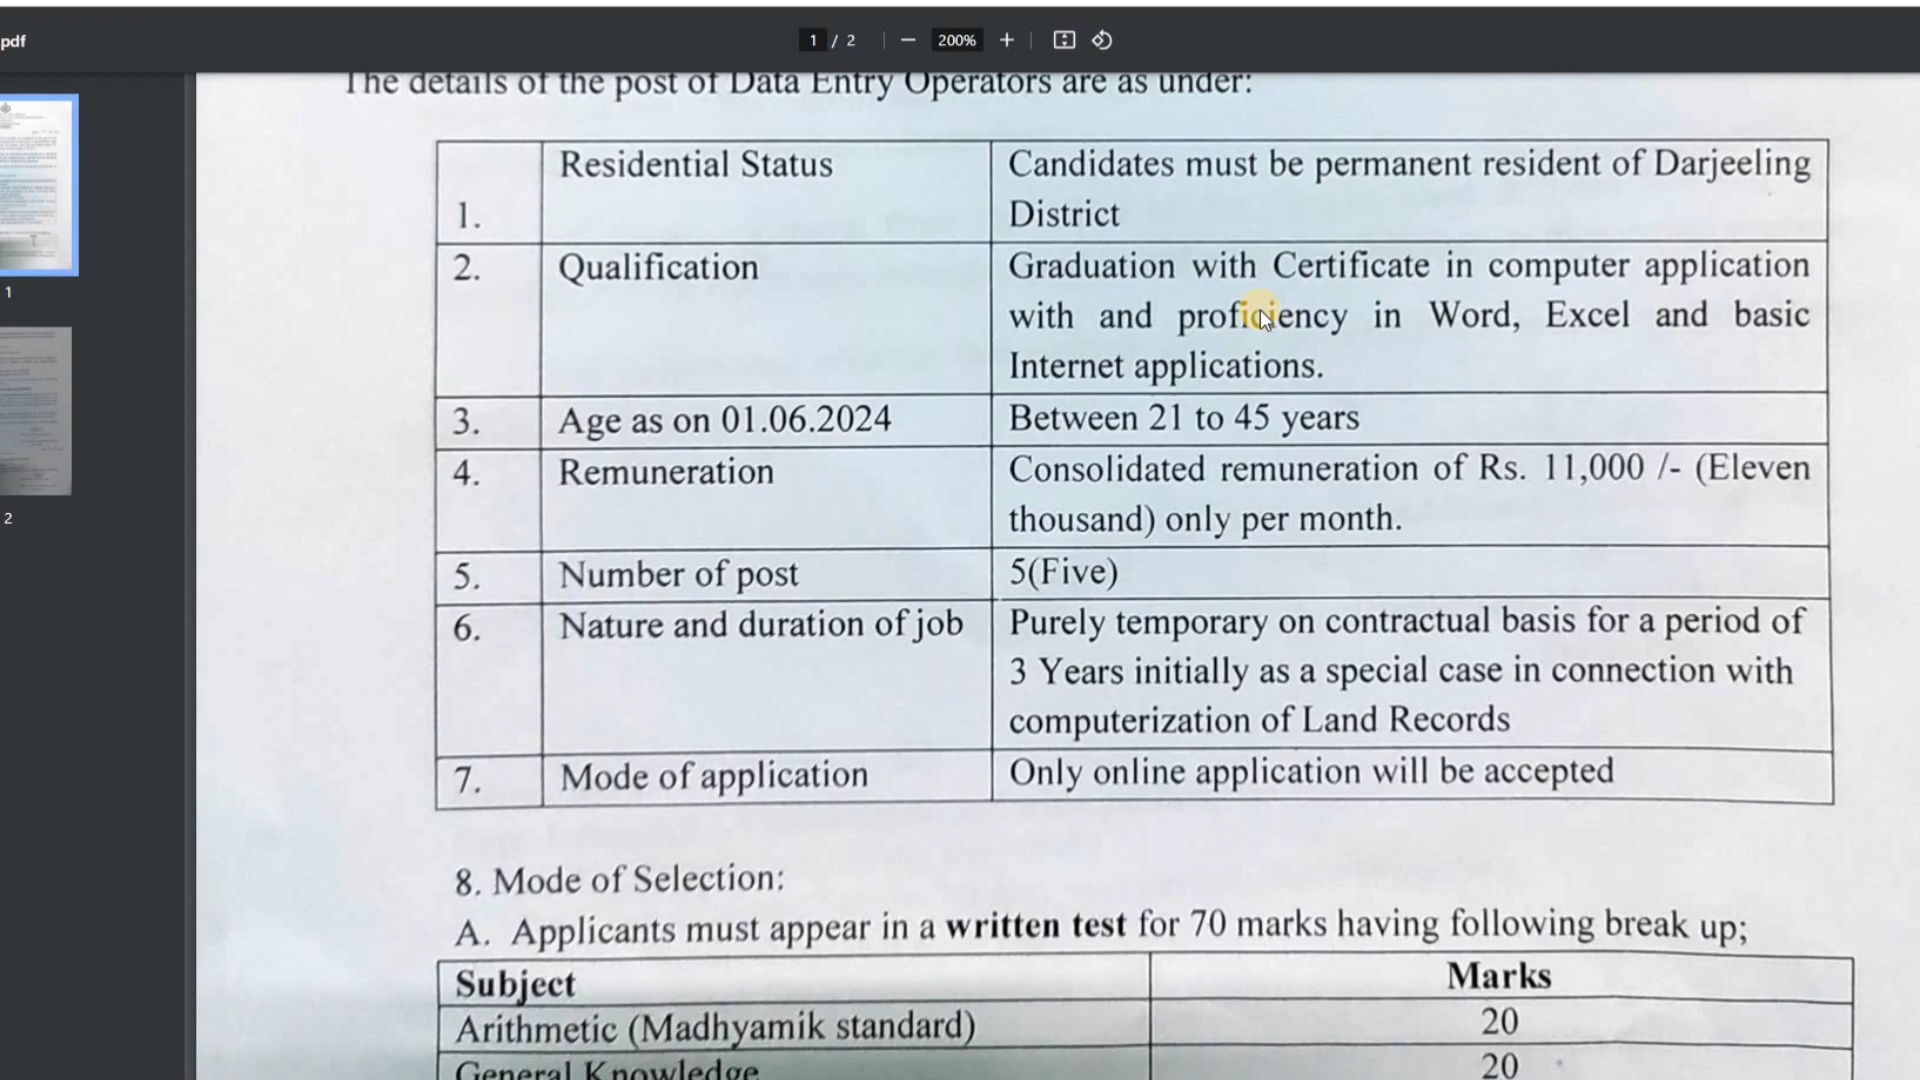 pdf
1 / 2
200%
The details of the post of Data Entry Operators are as under:
1. Residential Status Candidates must be permanent resident of Darjeeling
District
2. Qualification Graduation with Certificate in computer application
with and proficiency in Word, Excel and basic
Internet applications.
3. Age as on 01.06.2024 Between 21 to 45 years
4. Remuneration Consolidated remuneration of Rs. 11,000 /- (Eleven
thousand) only per month.
5. Number of post 5(Five)
6. Nature and duration of job Purely temporary on contractual basis for a period of
3 Years initially as a special case in connection with
computerization of Land Records
7. Mode of application Only online application will be accepted
8. Mode of Selection:
A. Applicants must appear in a written test for 70 marks having following break up;
Subject Marks
Arithmetic (Madhyamik standard) 20
General Knowledge 20
1
2